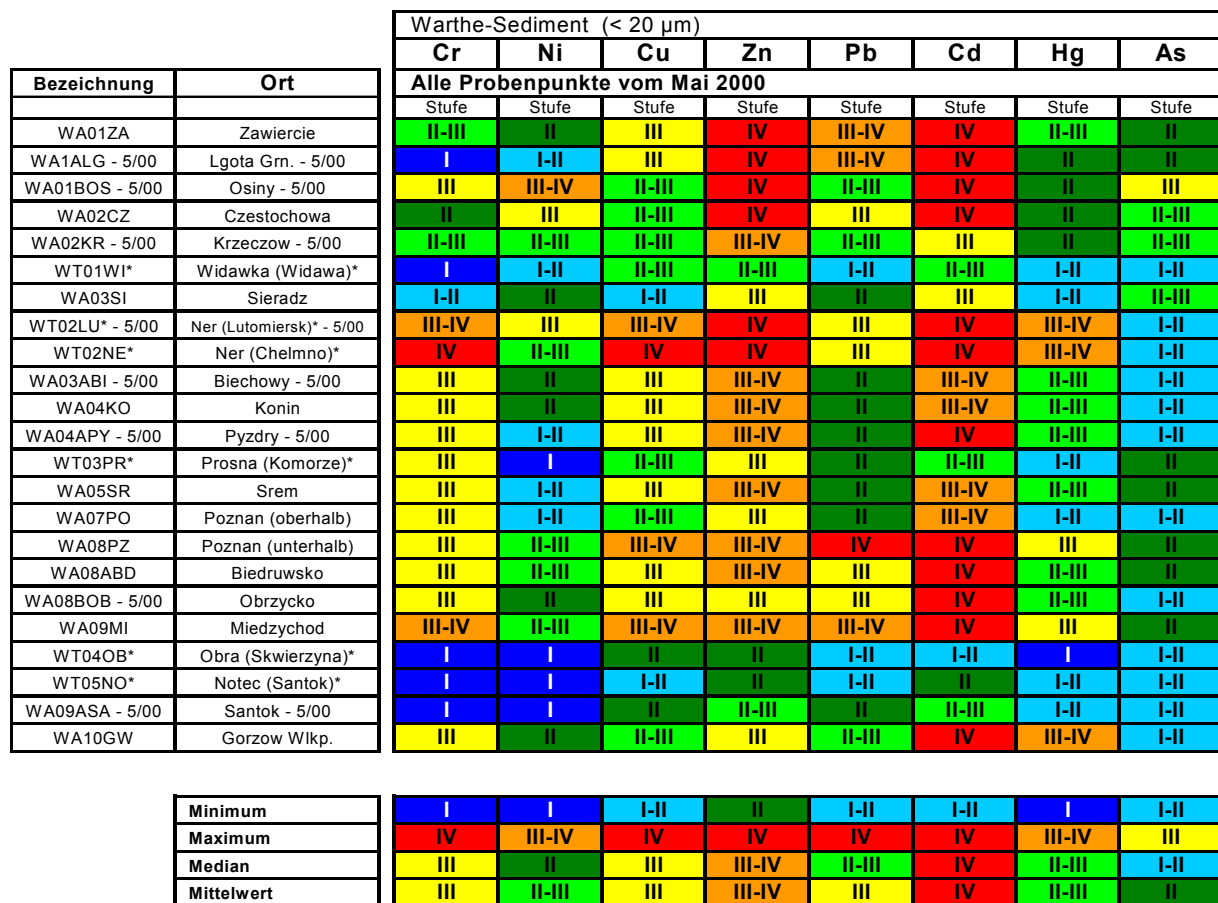 Warthe-Sediment (< 20 µm)
Cr Ni Cu Zn Pb Cd Hg As
Bezeichnung Ort Alle Probenpunkte vom Mai 2000
Stufe Stufe Stufe Stufe Stufe Stufe Stufe Stufe
WA01ZA Zawiercie II-III II III IV III-IV IV II-III II
WA1ALG - 5/00 Lgota Grn. - 5/00 I I-II III IV III-IV IV II II
WA01BOS - 5/00 Osiny - 5/00 III III-IV II-III IV II-III IV II III
WA02CZ Czestochowa II III II-III IV III IV II II-III
WA02KR - 5/00 Krzeczow - 5/00 II-III II-III II-III III-IV II-III III II II-III
WT01WI* Widawka (Widawa)* I I-II II-III II-III I-II II-III I-II I-II
WA03SI Sieradz I-II II I-II III II III I-II II-III
WT02LU* - 5/00 Ner (Lutomiersk)* - 5/00 III-IV III III-IV IV III IV III-IV I-II
WT02NE* Ner (Chelmno)* IV II-III IV IV III IV III-IV I-II
WA03ABI - 5/00 Biechowy - 5/00 III II III III-IV II III-IV II-III I-II
WA04KO Konin III II III III-IV II III-IV II-III I-II
WA04APY - 5/00 Pyzdry - 5/00 III I-II III III-IV II IV II-III I-II
WT03PR* Prosna (Komorze)* III I II-III III II II-III I-II II
WA05SR Srem III I-II III III-IV II III-IV II-III II
WA07PO Poznan (oberhalb) III I-II II-III III II III-IV I-II I-II
WA08PZ Poznan (unterhalb) III II-III III-IV III-IV IV IV III II
WA08ABD Biedruwsko III II-III III III-IV III IV II-III II
WA08BOB - 5/00 Obrzycko III II III III III IV II-III I-II
WA09MI Miedzychod III-IV II-III III-IV III-IV III-IV IV III II
WT04OB* Obra (Skwierzyna)* I I II II I-II I-II I I-II
WT05NO* Notec (Santok)* I I I-II II I-II II I-II I-II
WA09ASA - 5/00 Santok - 5/00 I I II II-III II II-III I-II I-II
WA10GW Gorzow Wlkp. III II II-III III II-III IV III-IV I-II
Minimum I I I-II II I-II I-II I I-II
Maximum IV III-IV IV IV IV IV III-IV III
Median III II III III-IV II-III IV II-III I-II
Mittelwert III II-III III III-IV III IV II-III II